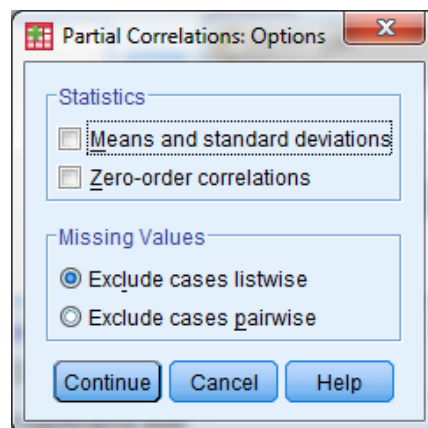 Partial Correlations: Options
Statistics
Means and standard deviations
Zero-order correlations
Missing Values
Exclude cases listwise
Exclude cases pairwise
Continue Cancel Help